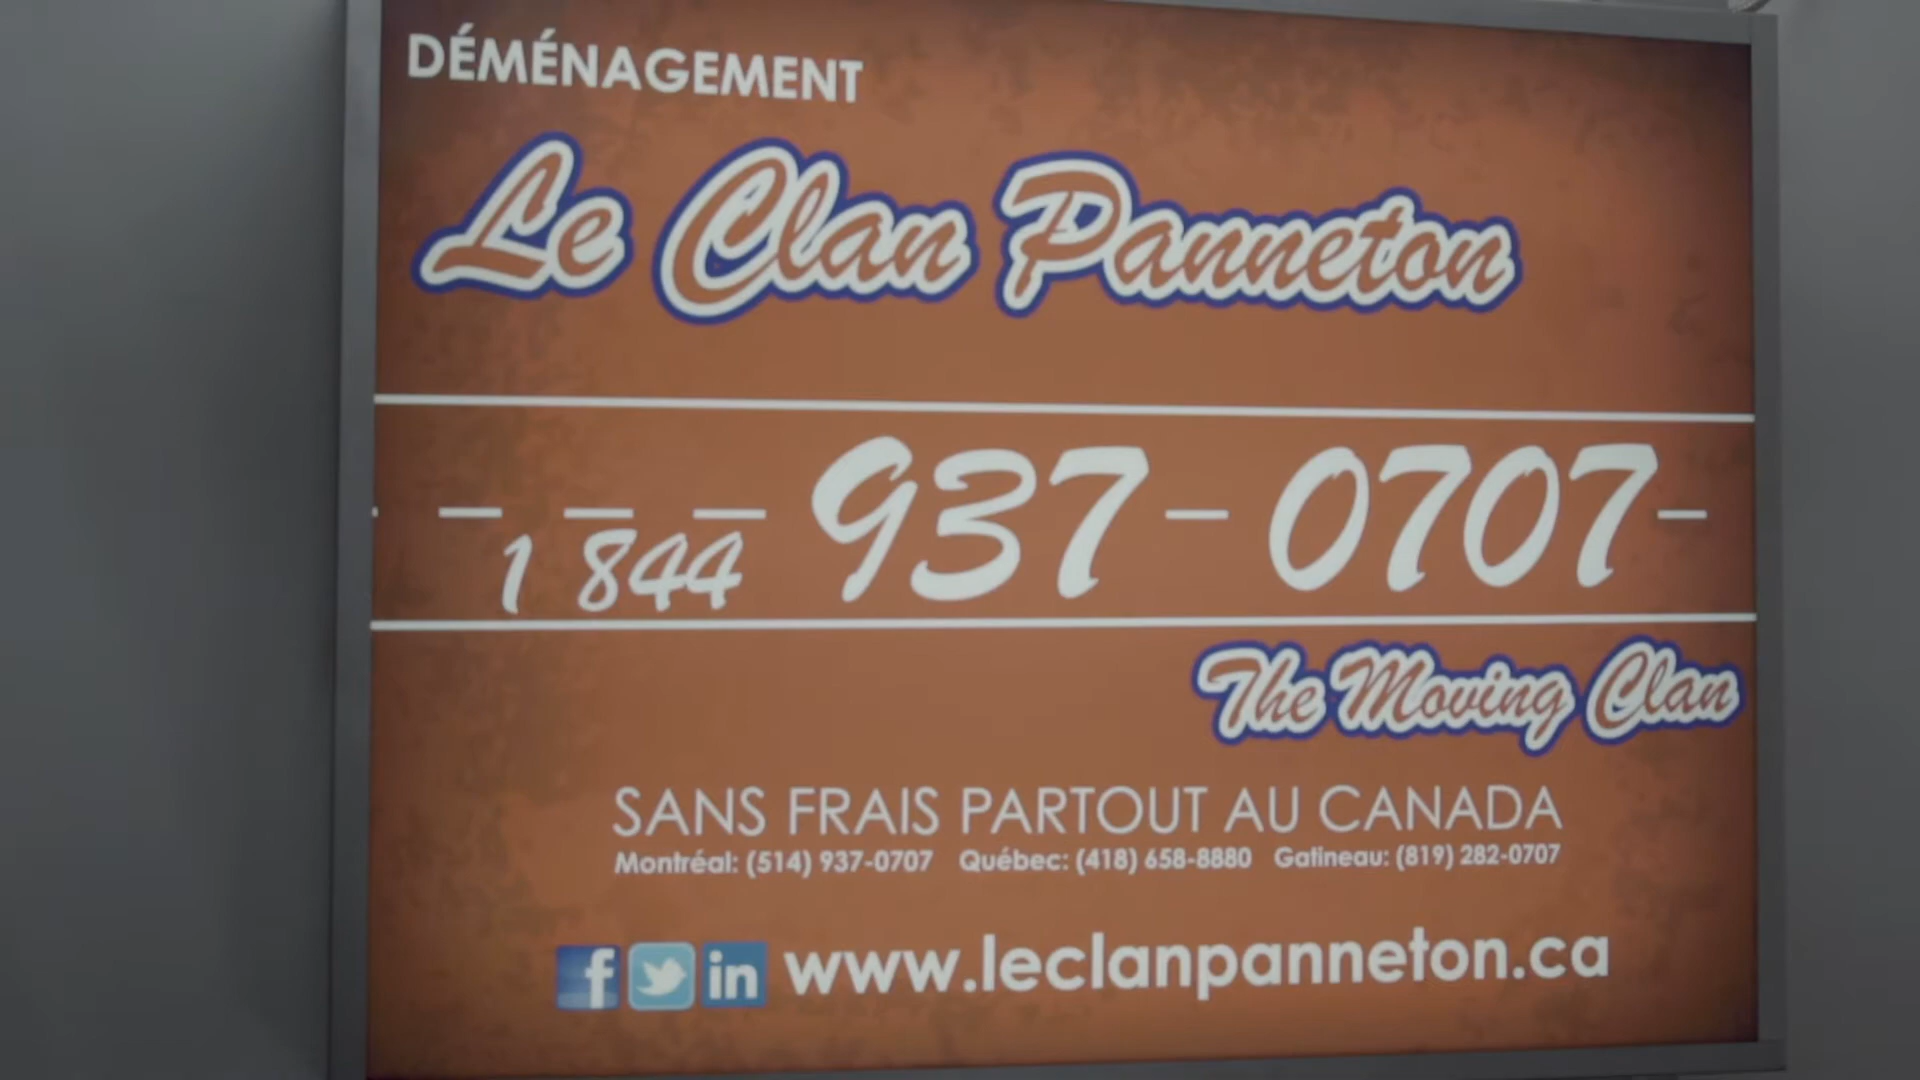 DÉMÉNAGEMENT
Le Clan Panneton
1 844 937-0707-
The Moving Clan
SANS FRAIS PARTOUT AU CANADA
Montréal: (514) 937-0707 Québec: (418) 658-8880 Gatineau: (819) 282-0707
f in www.leclanpanneton.ca